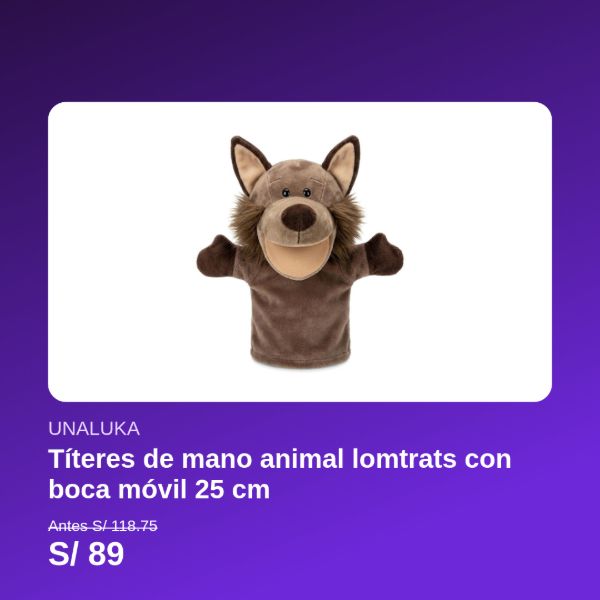 UNALUKA
Títeres de mano animal lomtrats con
boca móvil 25 cm
Antes S/ 118.75
S/ 89